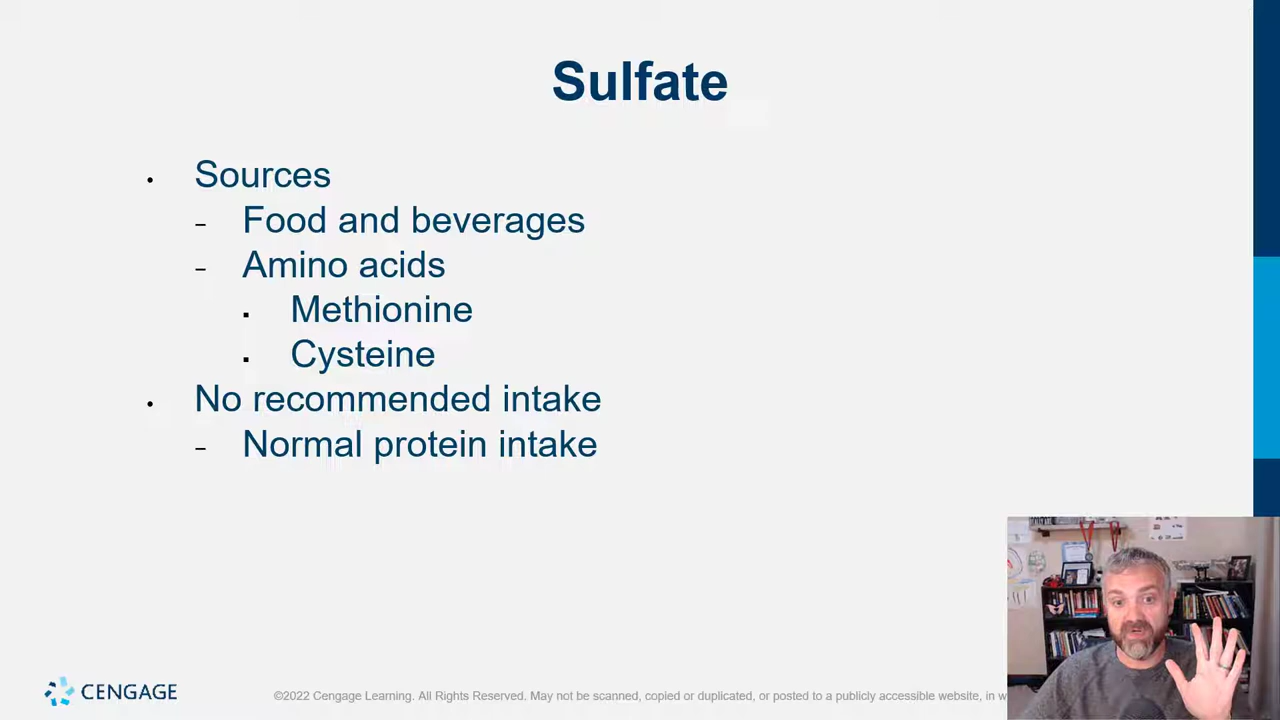 Sulfate
• Sources
– Food and beverages
– Amino acids
▪ Methionine
▪ Cysteine
• No recommended intake
– Normal protein intake
CENGAGE
©2022 Cengage Learning. All Rights Reserved. May not be scanned, copied or duplicated, or posted to a publicly accessible website, in w